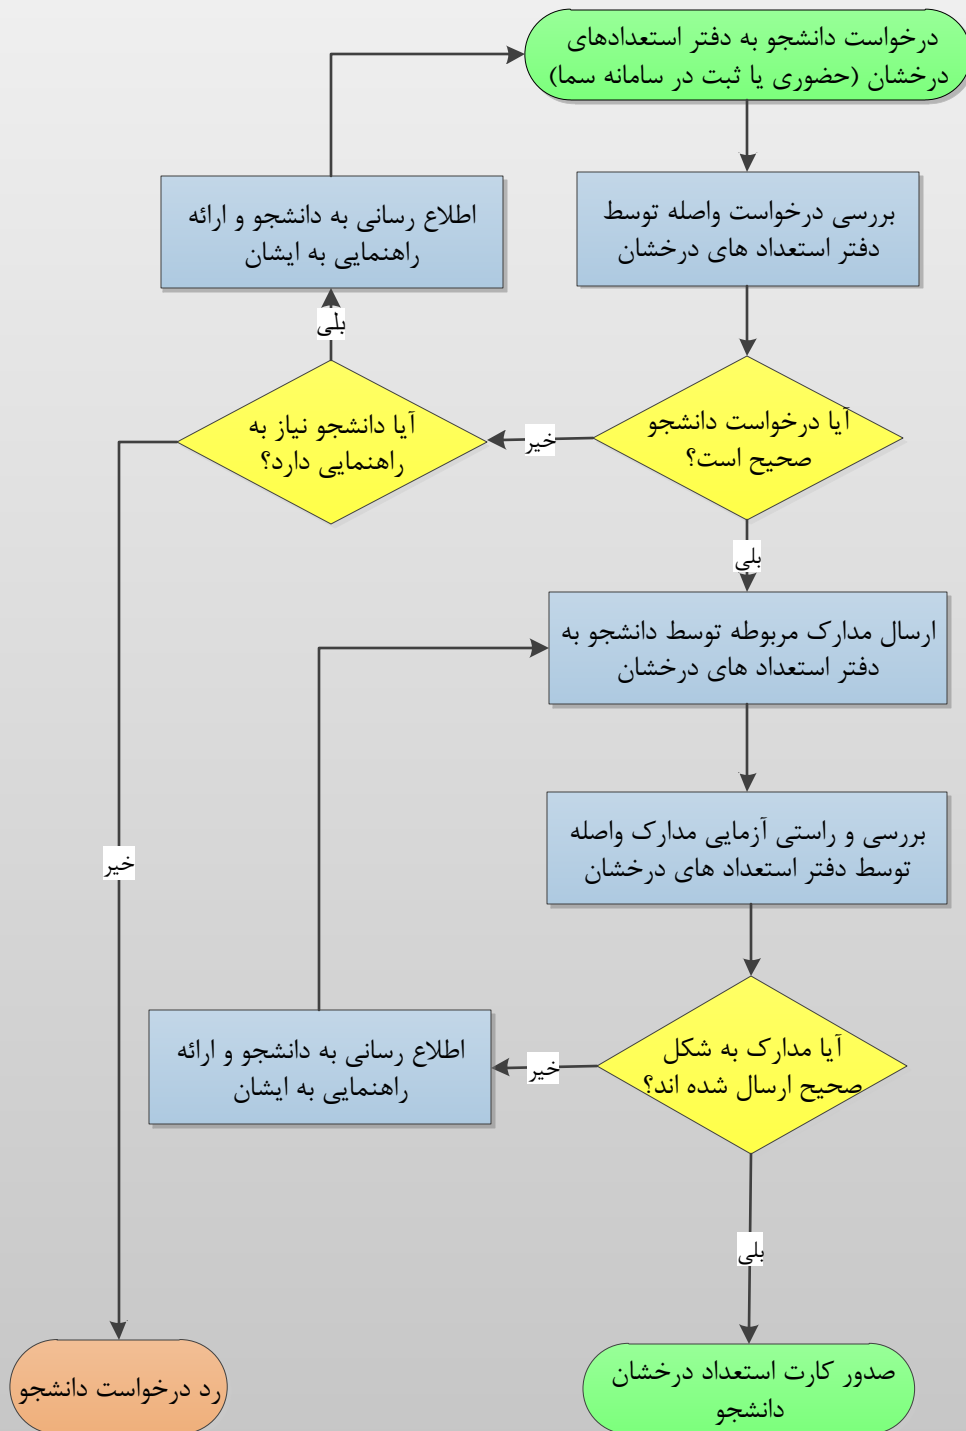 درخواست دانشجو به دفتر استعدادهای
درخشان (حضوری یا ثبت در سامانه سما)
بررسی درخواست واصله توسط
دفتر استعداد های درخشان
اطلاع رسانی به دانشجو و ارائه
راهنمایی به ایشان
بلی
آیا درخواست دانشجو
صحیح است؟
خیر
آیا دانشجو نیاز به
راهنمایی دارد؟
بلی
ارسال مدارک مربوطه توسط دانشجو به
دفتر استعداد های درخشان
بررسی و راستی آزمایی مدارک واصله
توسط دفتر استعداد های درخشان
خیر
آیا مدارک به شکل
صحیح ارسال شده اند؟
خیر
اطلاع رسانی به دانشجو و ارائه
راهنمایی به ایشان
بلی
صدور کارت استعداد درخشان
دانشجو
رد درخواست دانشجو